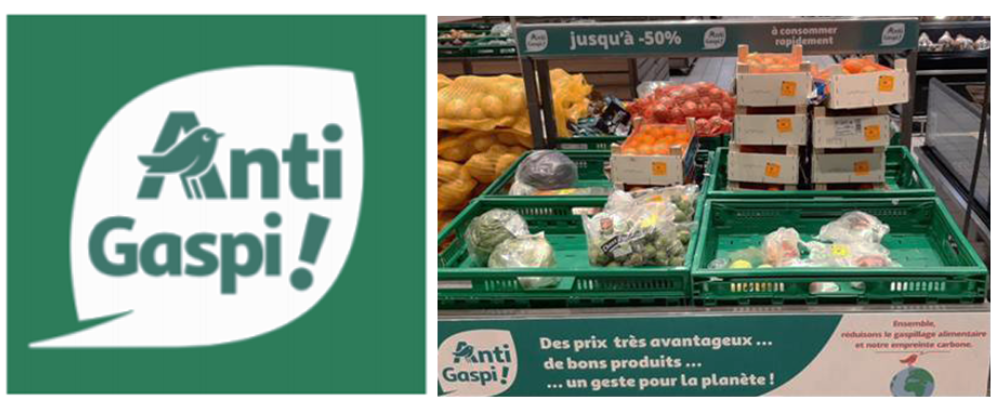 Anti
Gaspi!
Anti
Gaspi!
jusqu'à -50%
Anti
Gaspi!
à consommer
rapidement
Anti
Gaspi!
Anti
Gaspi!
Des prix très avantageux ...
de bons produits ...
... un geste pour la planète !
Ensemble,
réduisons le gaspillage alimentaire
et notre empreinte carbone.